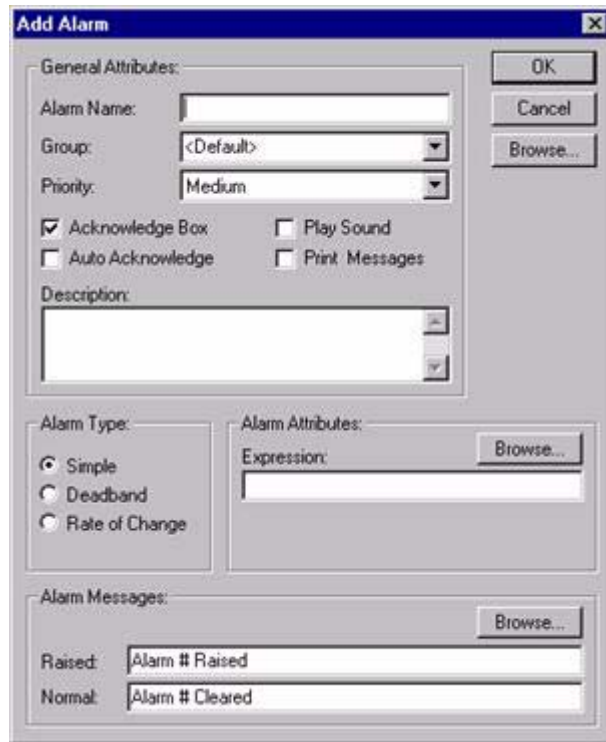 Add Alarm
General Attributes:
Alarm Name:
Group: <Default>
Priority: Medium
Acknowledge Box
Play Sound
Auto Acknowledge
Print Messages
Description:
OK
Cancel
Browse...
Alarm Type:
Simple
Deadband
Rate of Change
Alarm Attributes:
Browse...
Expression:
Alarm Messages:
Browse...
Raised: Alarm # Raised
Normal: Alarm # Cleared